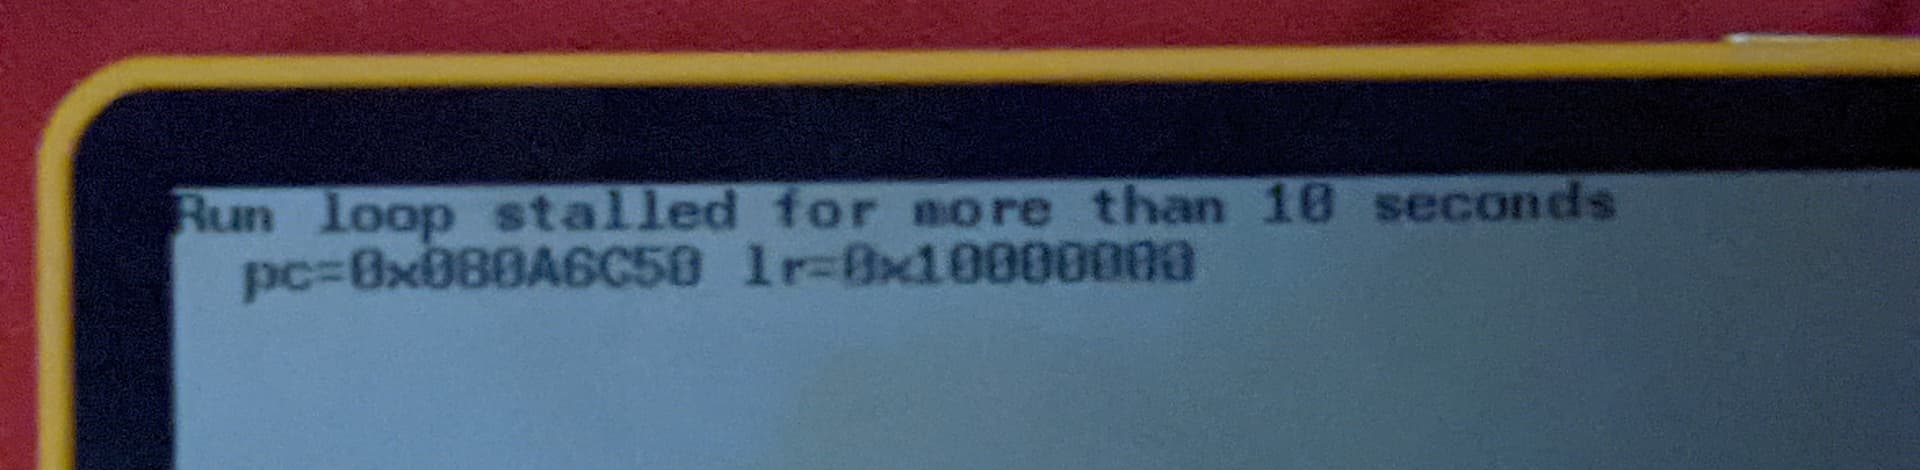 Run loop stalled for more than 10 seconds
pc=0x080A6C50 lr=0x10000000